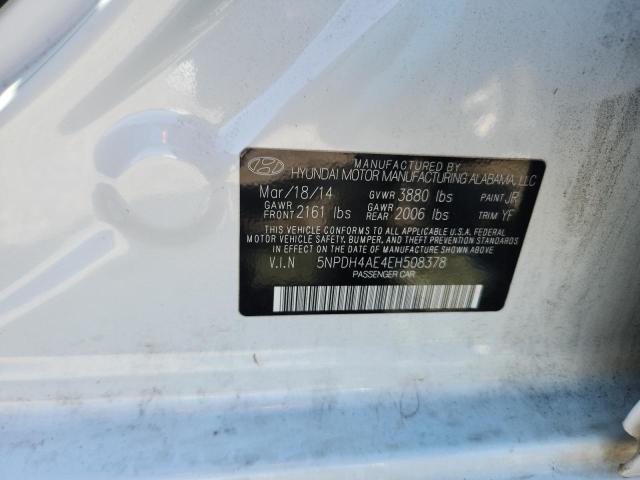 MANUFACTURED BY
HYUNDAI MOTOR MANUFACTURING ALABAMA, LLC
Mar/18/14 GVWR 3880 lbs PAINT JR
GAWR FRONT 2161 lbs GAWR REAR 2006 lbs TRIM YF
THIS VEHICLE CONFORMS TO ALL APPLICABLE U.S.A. FEDERAL
MOTOR VEHICLE SAFETY, BUMPER, AND THEFT PREVENTION STANDARDS
IN EFFECT ON THE DATE OF MANUFACTURE SHOWN ABOVE
V.I.N 5NPDH4AE4EH508378
PASSENGER CAR